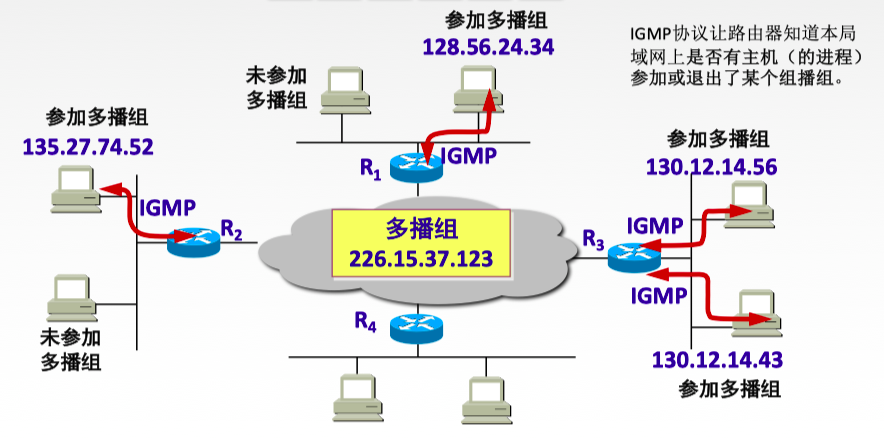 参加多播组
128.56.24.34
IGMP协议让路由器知道本局
域网上是否有主机（的进程）
参加或退出了某个组播组。
未参加
多播组
参加多播组
135.27.74.52
R1
IGMP
参加多播组
130.12.14.56
IGMP
R2
多播组
226.15.37.123
R3
IGMP
IGMP
未参加
多播组
R4
130.12.14.43
参加多播组